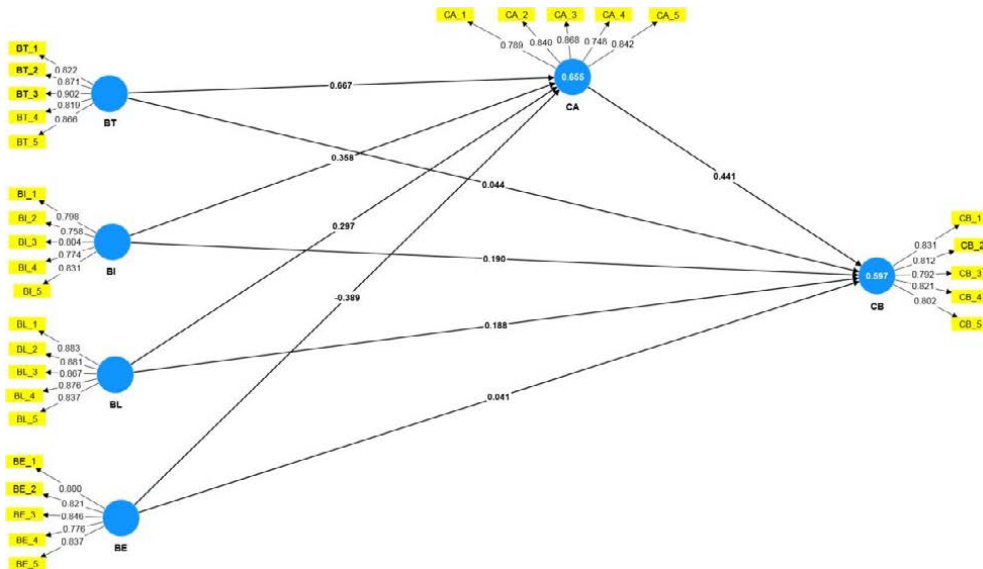 CA_1
CA_2
CA_3
CA_4
CA_5
0.789
0.840
0.868
0.748
0.842
0.655
CA
BT_1
BT_2
BT_3
BT_4
BT_5
0.822
0.871
0.902
0.819
0.866
BT
0.667
0.044
BI_1
BI_2
BI_3
BI_4
BI_5
0.798
0.758
0.804
0.774
0.831
BI
0.358
0.190
BL_1
BL_2
BL_3
BL_4
BL_5
0.883
0.881
0.867
0.876
0.837
BL
0.297
0.188
BE_1
BE_2
BE_3
BE_4
BE_5
0.800
0.821
0.846
0.776
0.837
BE
-0.389
0.041
0.441
0.597
CB
CB_1
CB_2
CB_3
CB_4
CB_5
0.831
0.812
0.792
0.821
0.802